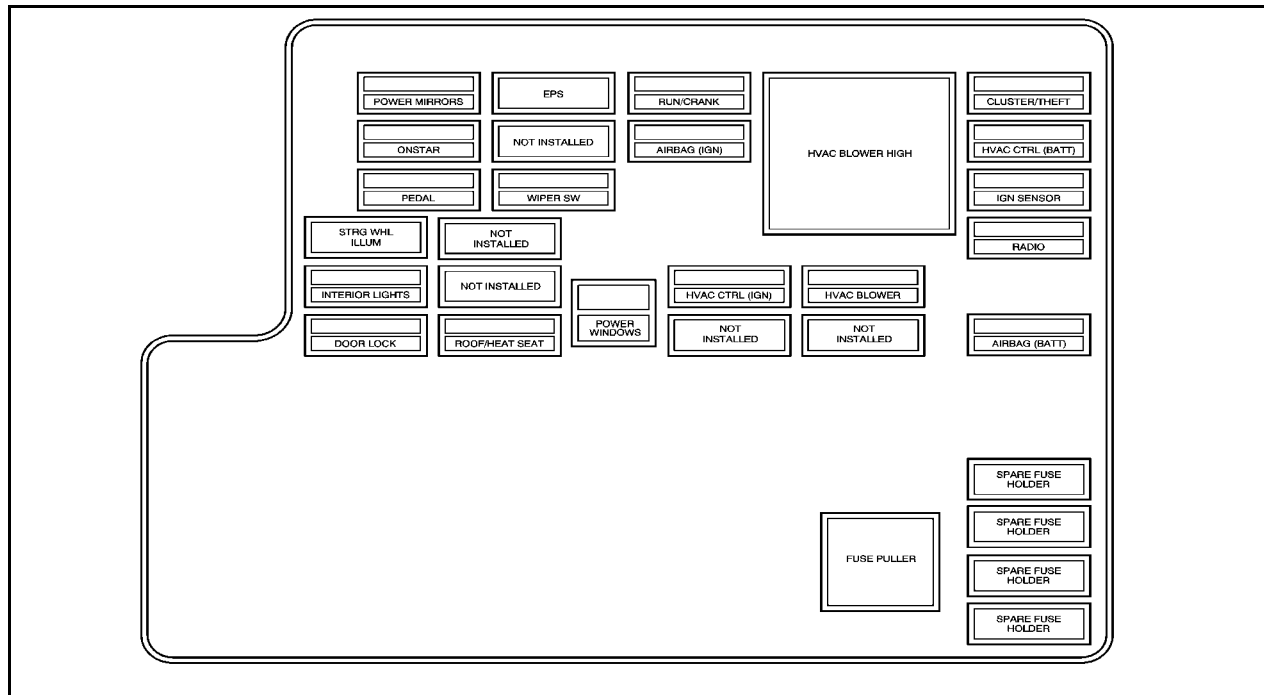 POWER MIRRORS
EPS
RUN/CRANK
CLUSTER/THEFT
ONSTAR
NOT INSTALLED
AIRBAG (IGN)
HVAC BLOWER HIGH
HVAC CTRL (BATT)
PEDAL
WIPER SW
IGN SENSOR
STRG WHL
ILLUM
NOT
INSTALLED
RADIO
INTERIOR LIGHTS
NOT INSTALLED
POWER
WINDOWS
HVAC CTRL (IGN)
HVAC BLOWER
DOOR LOCK
ROOF/HEAT SEAT
NOT
INSTALLED
NOT
INSTALLED
AIRBAG (BATT)
SPARE FUSE
HOLDER
SPARE FUSE
HOLDER
FUSE PULLER
SPARE FUSE
HOLDER
SPARE FUSE
HOLDER